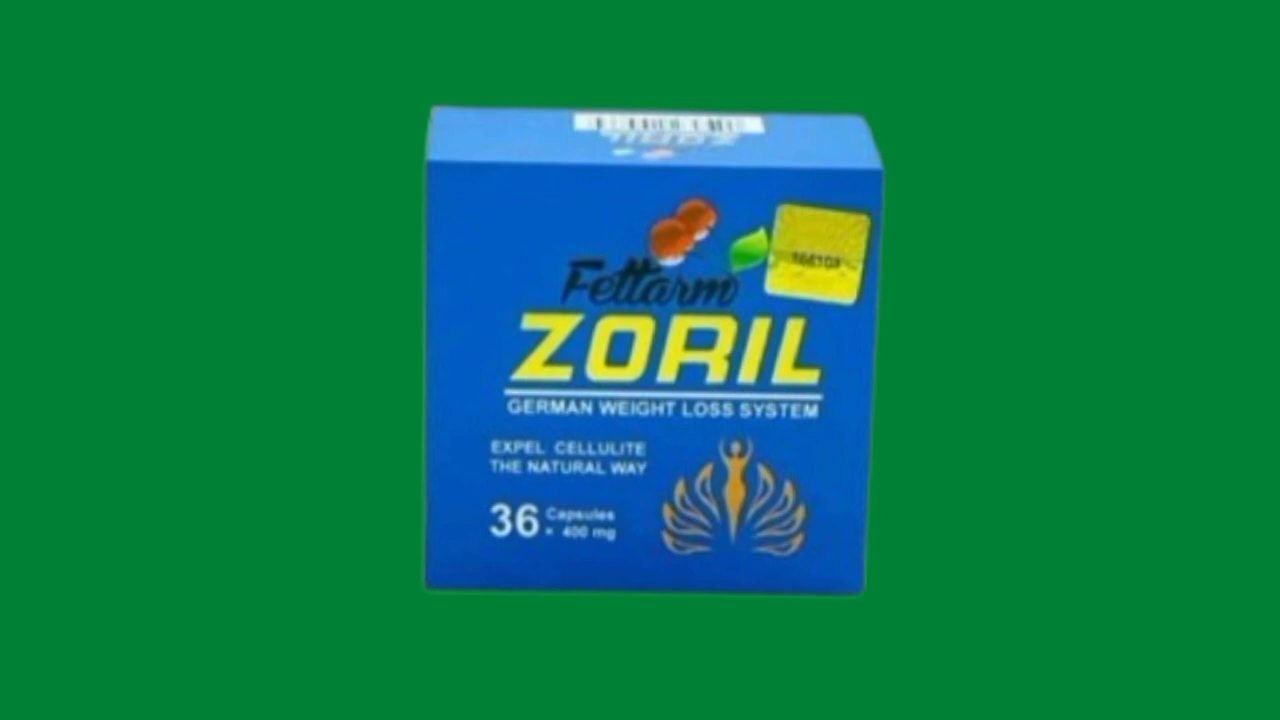 Fettarm
ZORIL
GERMAN WEIGHT LOSS SYSTEM
EXPEL CELLULITE
THE NATURAL WAY
36 Capsules
× 400 mg